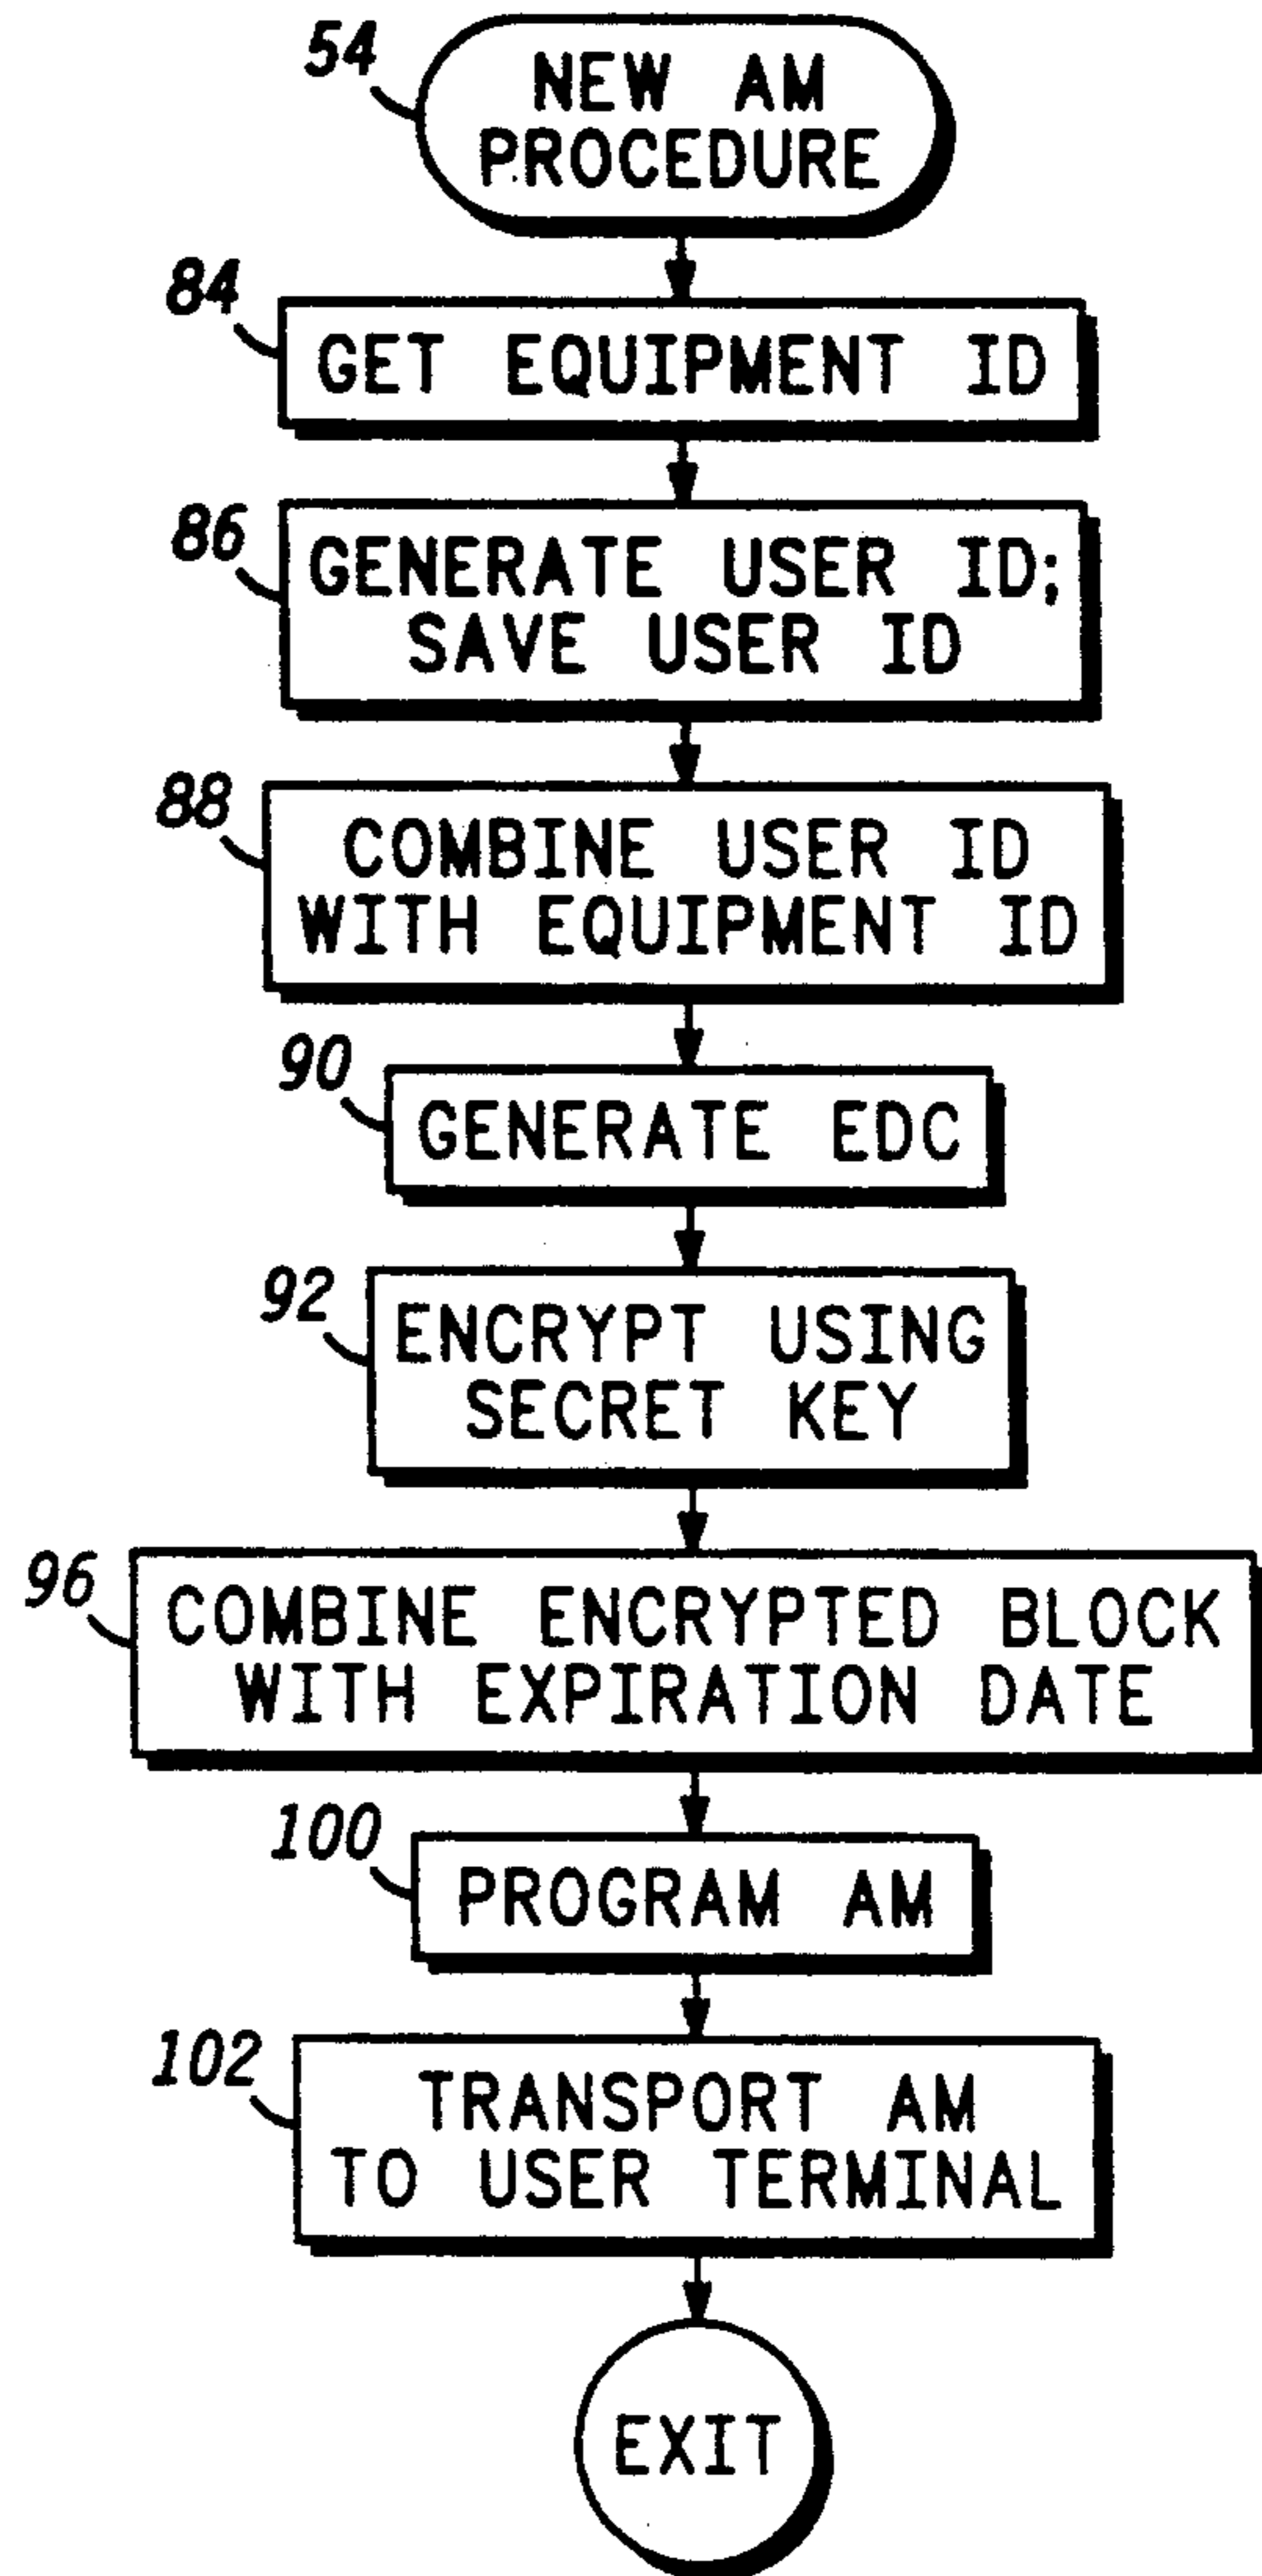 54
NEW AM
PROCEDURE
84
GET EQUIPMENT ID
86
GENERATE USER ID;
SAVE USER ID
88
COMBINE USER ID
WITH EQUIPMENT ID
90
GENERATE EDC
92
ENCRYPT USING
SECRET KEY
96
COMBINE ENCRYPTED BLOCK
WITH EXPIRATION DATE
100
PROGRAM AM
102
TRANSPORT AM
TO USER TERMINAL
EXIT